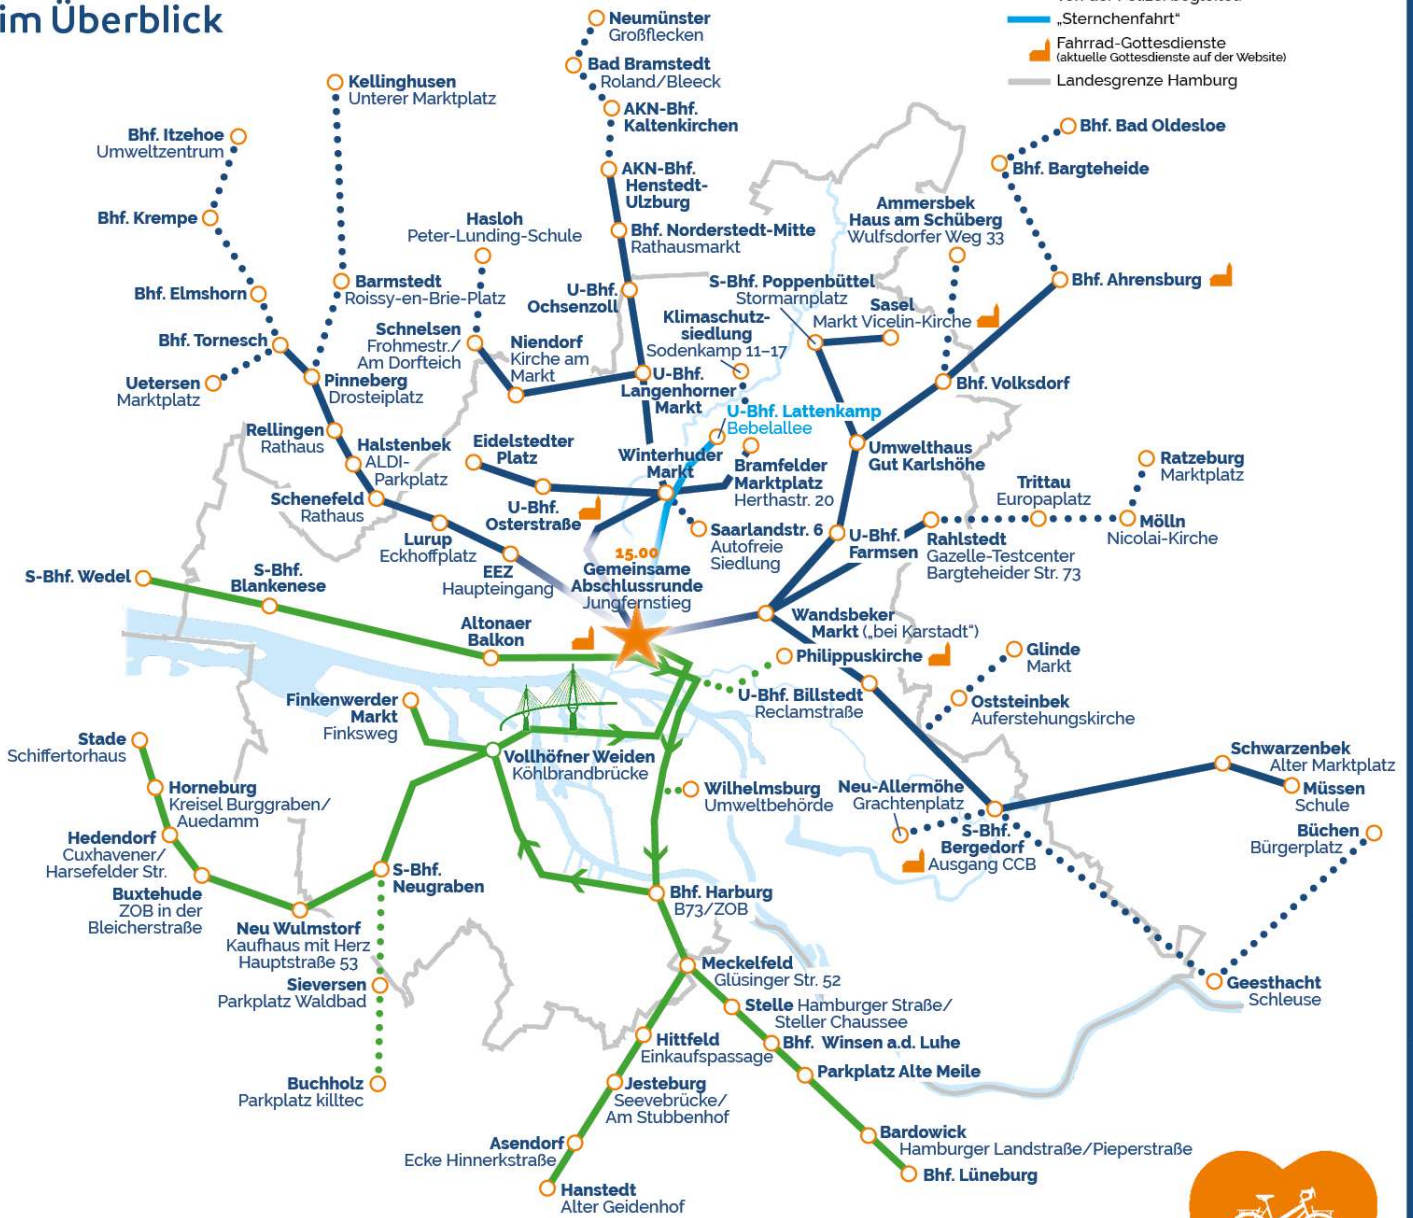 im Überblick
„Sternchenfahrt“
Fahrrad-Gottesdienste
(aktuelle Gottesdienste auf der Website)
Landesgrenze Hamburg
Neumünster
Großflecken
Bad Bramstedt
Roland/Bleeck
Kellinghusen
Unterer Marktplatz
AKN-Bhf.
Kaltenkirchen
Bhf. Itzehoe
Umweltzentrum
Bhf. Bad Oldesloe
Bhf. Bargteheide
AKN-Bhf.
Henstedt-
Ulzburg
Ammersbek
Haus am Schüberg
Wulfsdorfer Weg 33
Bhf. Krempe
Hasloh
Peter-Lunding-Schule
Bhf. Norderstedt-Mitte
Rathausmarkt
Bhf. Elmshorn
Barmstedt
Roissy-en-Brie-Platz
U-Bhf.
Ochsenzoll
S-Bhf. Poppenbüttel
Stormarnplatz
Bhf. Ahrensburg
Sasel
Markt Vicelin-Kirche
Klimaschutz-
siedlung
Sodenkamp 11–17
Schnelsen
Frohmestr./
Am Dorfteich
Niendorf
Kirche am
Markt
Bhf. Tornesch
Uetersen
Marktplatz
Pinneberg
Drosteiplatz
U-Bhf.
Langenhorner
Markt
Bhf. Volksdorf
U-Bhf. Lattenkamp
Bebelallee
Rellingen
Rathaus
Halstenbek
ALDI-
Parkplatz
Eidelstedter
Platz
Winterhuder
Markt
Bramfelder
Marktplatz
Herthastr. 20
Umwelthaus
Gut Karlshöhe
Ratzeburg
Marktplatz
Trittau
Europaplatz
Schenefeld
Rathaus
U-Bhf.
Osterstraße
Saarlandstr. 6
Autofreie
Siedlung
U-Bhf.
Farmsen
Rahlstedt
Gazelle-Testcenter
Bargteheider Str. 73
Mölln
Nicolai-Kirche
Lurup
Eckhoffplatz
EEZ
Haupteingang
15.00
Gemeinsame
Abschlussrunde
Jungfernstieg
S-Bhf. Wedel
S-Bhf.
Blankenese
Altonaer
Balkon
Wandsbeker
Markt („bei Karstadt“)
Philippuskirche
Glinde
Markt
U-Bhf. Billstedt
Reclamstraße
Oststeinbek
Auferstehungskirche
Finkenwerder
Markt
Finksweg
Stade
Schiffertorhaus
Vollhöfner Weiden
Köhlbrandbrücke
Schwarzenbek
Alter Marktplatz
Horneburg
Kreisel Burggraben/
Auedamm
Wilhelmsburg
Umweltbehörde
Neu-Allermöhe
Grachtenplatz
Müssen
Schule
Hedendorf
Cuxhavener/
Harsefelder Str.
S-Bhf.
Bergedorf
Ausgang CCB
Büchen
Bürgerplatz
Buxtehude
ZOB in der
Bleicherstraße
S-Bhf.
Neugraben
Bhf. Harburg
B73/ZOB
Neu Wulmstorf
Kaufhaus mit Herz
Hauptstraße 53
Meckelfeld
Glüsinger Str. 52
Sieversen
Parkplatz Waldbad
Geesthacht
Schleuse
Stelle Hamburger Straße/
Steller Chaussee
Hittfeld
Einkaufspassage
Bhf. Winsen a.d. Luhe
Parkplatz Alte Meile
Buchholz
Parkplatz killtec
Jesteburg
Seevebrücke/
Am Stubbenhof
Bardowick
Hamburger Landstraße/Pieperstraße
Asendorf
Ecke Hinnerkstraße
Bhf. Lüneburg
Hanstedt
Alter Geidenhof